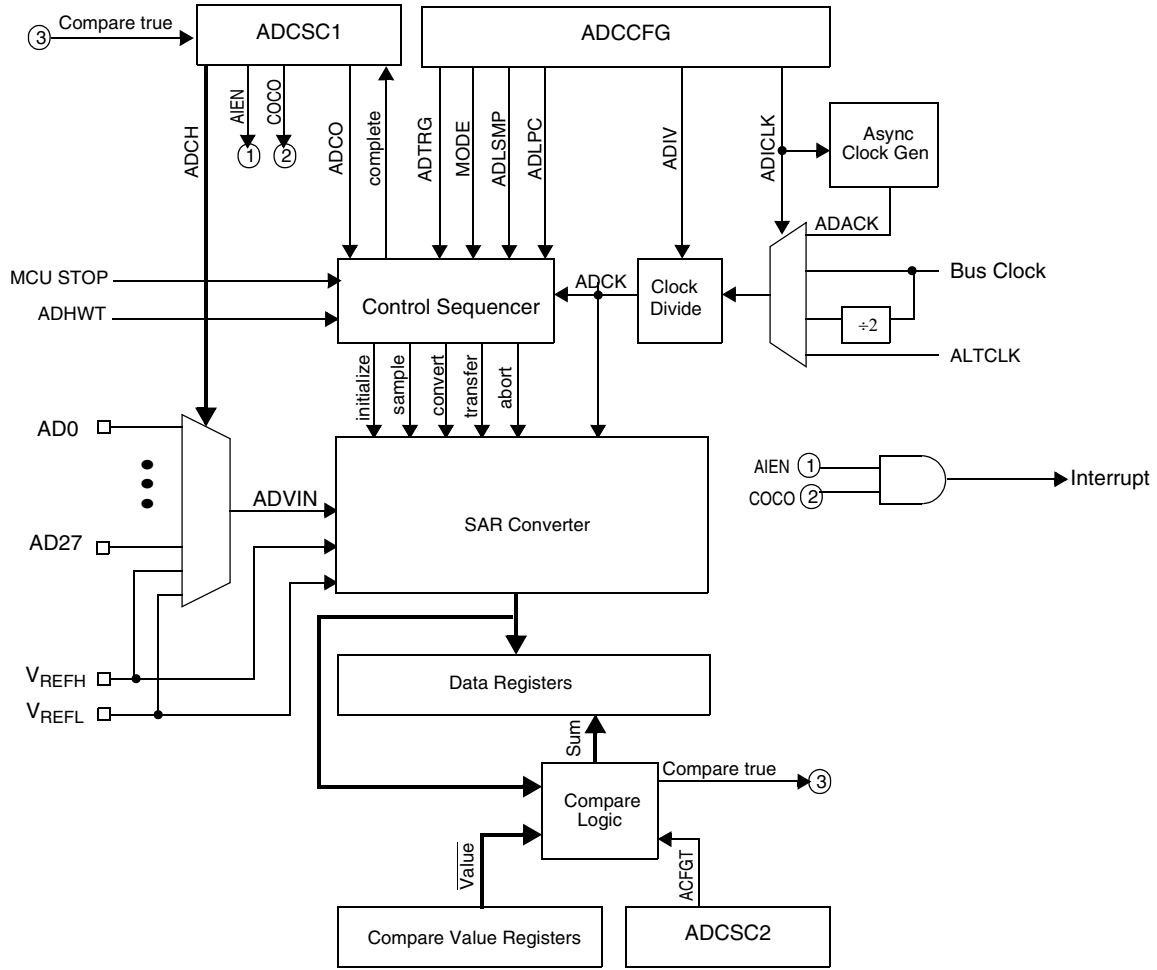 3
Compare true
ADCSC1
ADCCFG
ADCH
AIEN
1
COCO
2
ADCO
complete
ADTRG
MODE
ADLSMP
ADLPC
ADIV
ADICLK
Async
Clock Gen
ADACK
MCU STOP
ADHWT
Control Sequencer
ADCK
Clock
Divide
Bus Clock
÷2
ALTCLK
initialize
sample
convert
transfer
abort
AD0
AD27
ADVIN
SAR Converter
AIEN 1
COCO 2
Interrupt
VREFH
VREFL
Data Registers
Sum
Compare
Logic
Compare true
3
Value
ACFGT
Compare Value Registers
ADCSC2